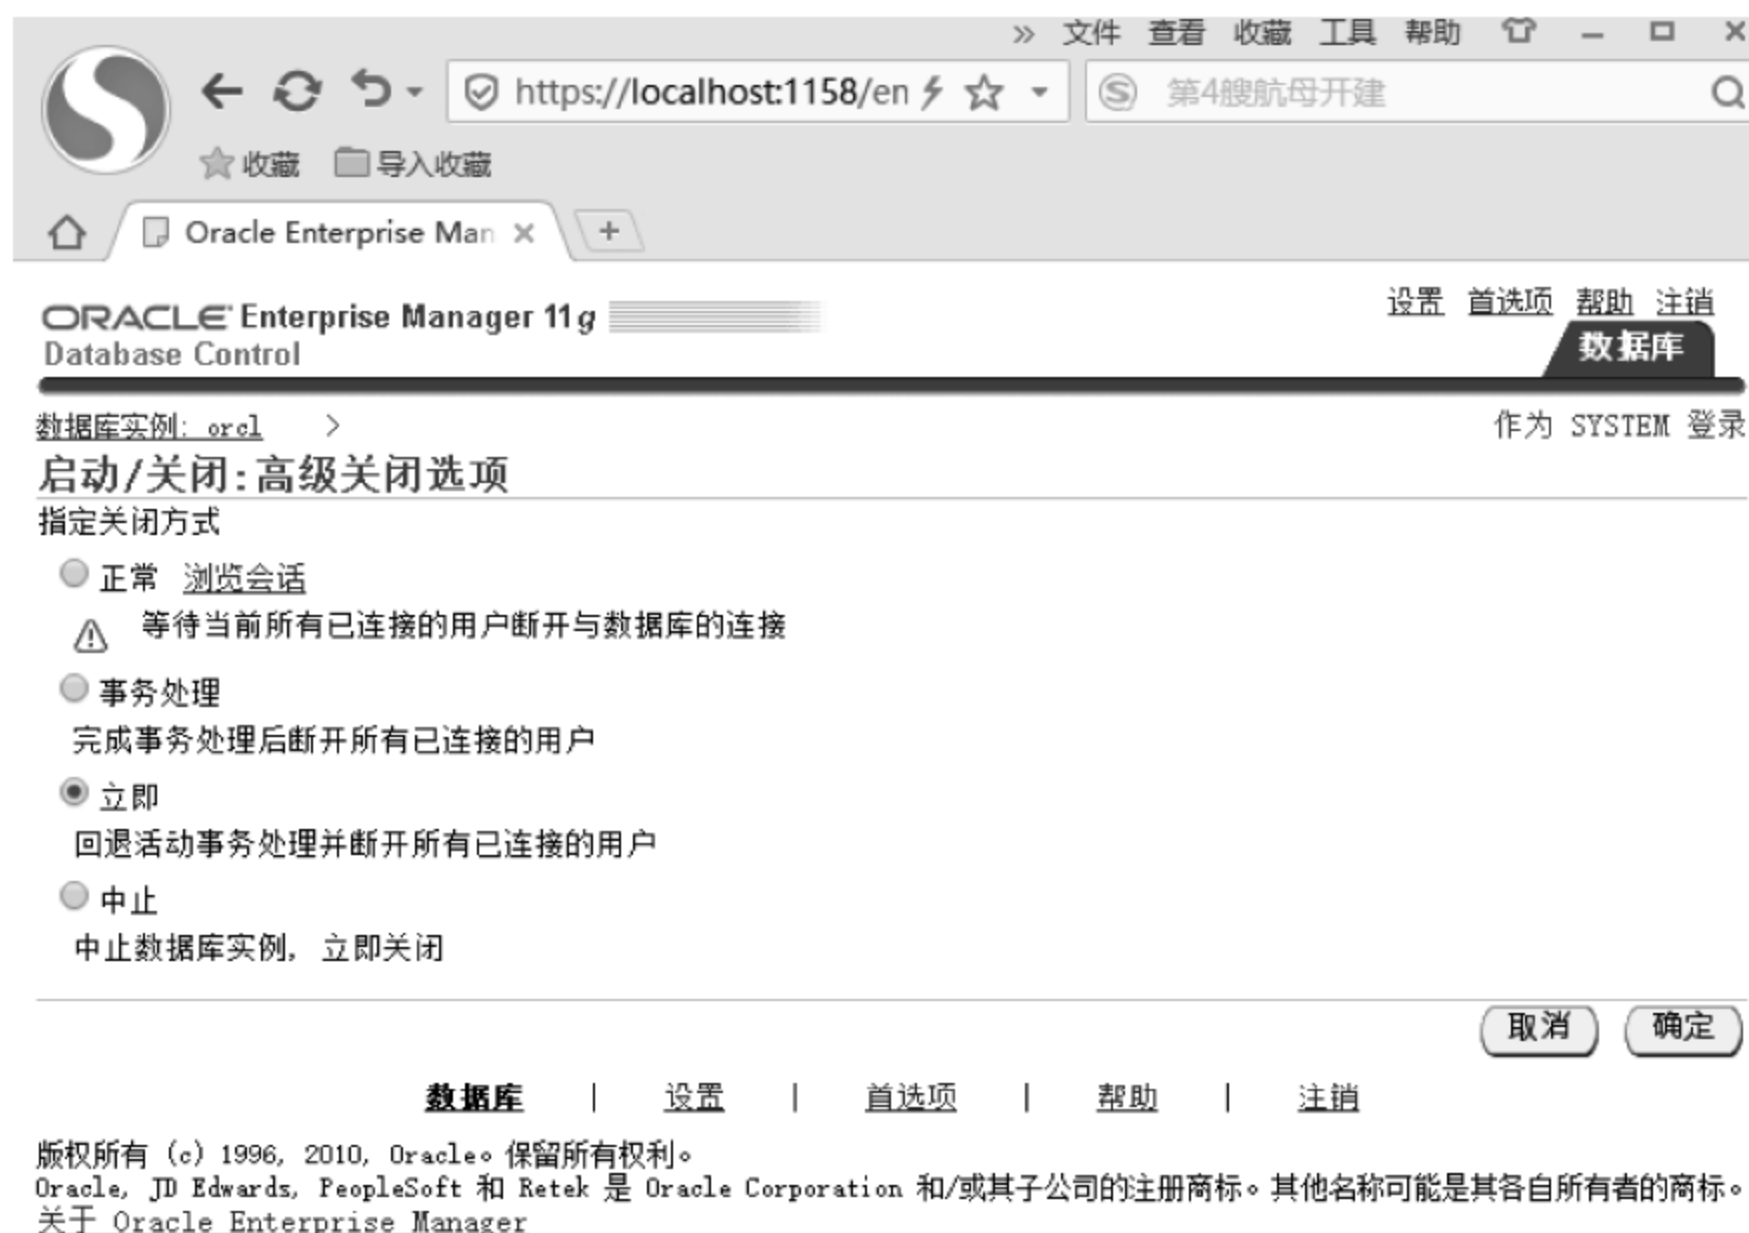 » 文件 查看 收藏 工具 帮助
https://localhost:1158/en 第4艘航母开建
收藏 导入收藏
Oracle Enterprise Man
设置 首选项 帮助 注销
ORACLE Enterprise Manager 11g
数据库
Database Control
数据库实例: orcl >
作为 SYSTEM 登录
启动/关闭:高级关闭选项
指定关闭方式
正常 浏览会话
等待当前所有已连接的用户断开与数据库的连接
事务处理
完成事务处理后断开所有已连接的用户
立即
回退活动事务处理并断开所有已连接的用户
中止
中止数据库实例, 立即关闭
取消 确定
数据库 | 设置 | 首选项 | 帮助 | 注销
版权所有 (c) 1996, 2010, Oracle。保留所有权利。
Oracle, JD Edwards, PeopleSoft 和 Retek 是 Oracle Corporation 和/或其子公司的注册商标。其他名称可能是其各自所有者的商标。
关于 Oracle Enterprise Manager